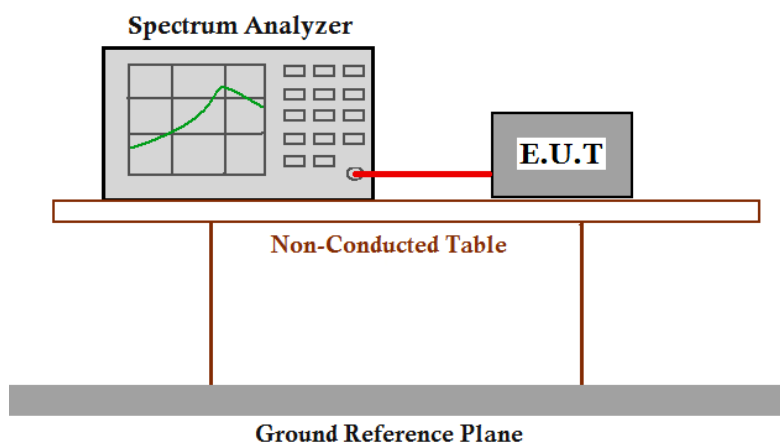 Spectrum Analyzer
E.U.T
Non-Conducted Table
Ground Reference Plane